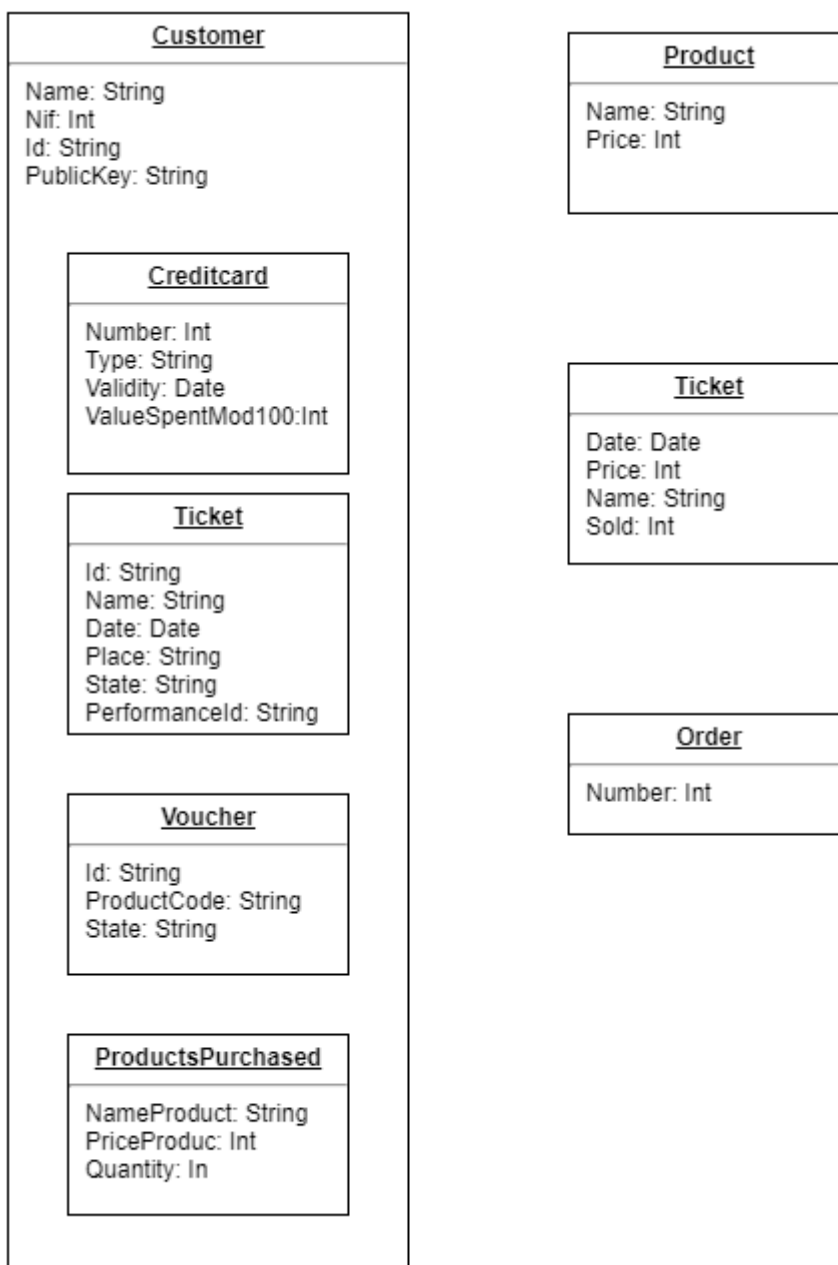 Customer
Name: String
Nif: Int
Id: String
PublicKey: String
Creditcard
Number: Int
Type: String
Validity: Date
ValueSpentMod100:Int
Ticket
Id: String
Name: String
Date: Date
Place: String
State: String
PerformanceId: String
Voucher
Id: String
ProductCode: String
State: String
ProductsPurchased
NameProduct: String
PriceProduc: Int
Quantity: In
Product
Name: String
Price: Int
Ticket
Date: Date
Price: Int
Name: String
Sold: Int
Order
Number: Int